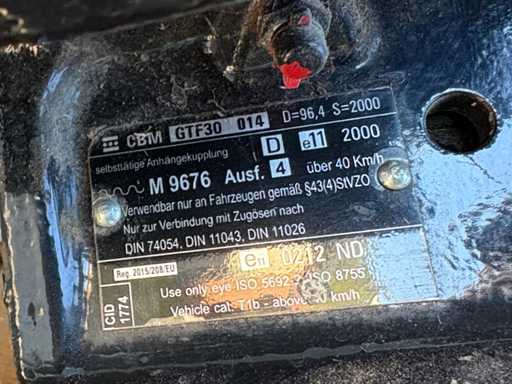 CBM GTF30 014 D=96,4 S=2000
selbsttätige Anhängekupplung D e11 2000
M 9676 Ausf. 4 über 40 Km/h
Verwendbar nur an Fahrzeugen gemäß §43(4)StVZO
Nur zur Verbindung mit Zugösen nach
DIN 74054, DIN 11043, DIN 11026
Reg. 2015/208/EU e11 0212 ND
CID 1774
Use only eye ISO 5692- ISO 8755
Vehicle cat. T1b - above km/h